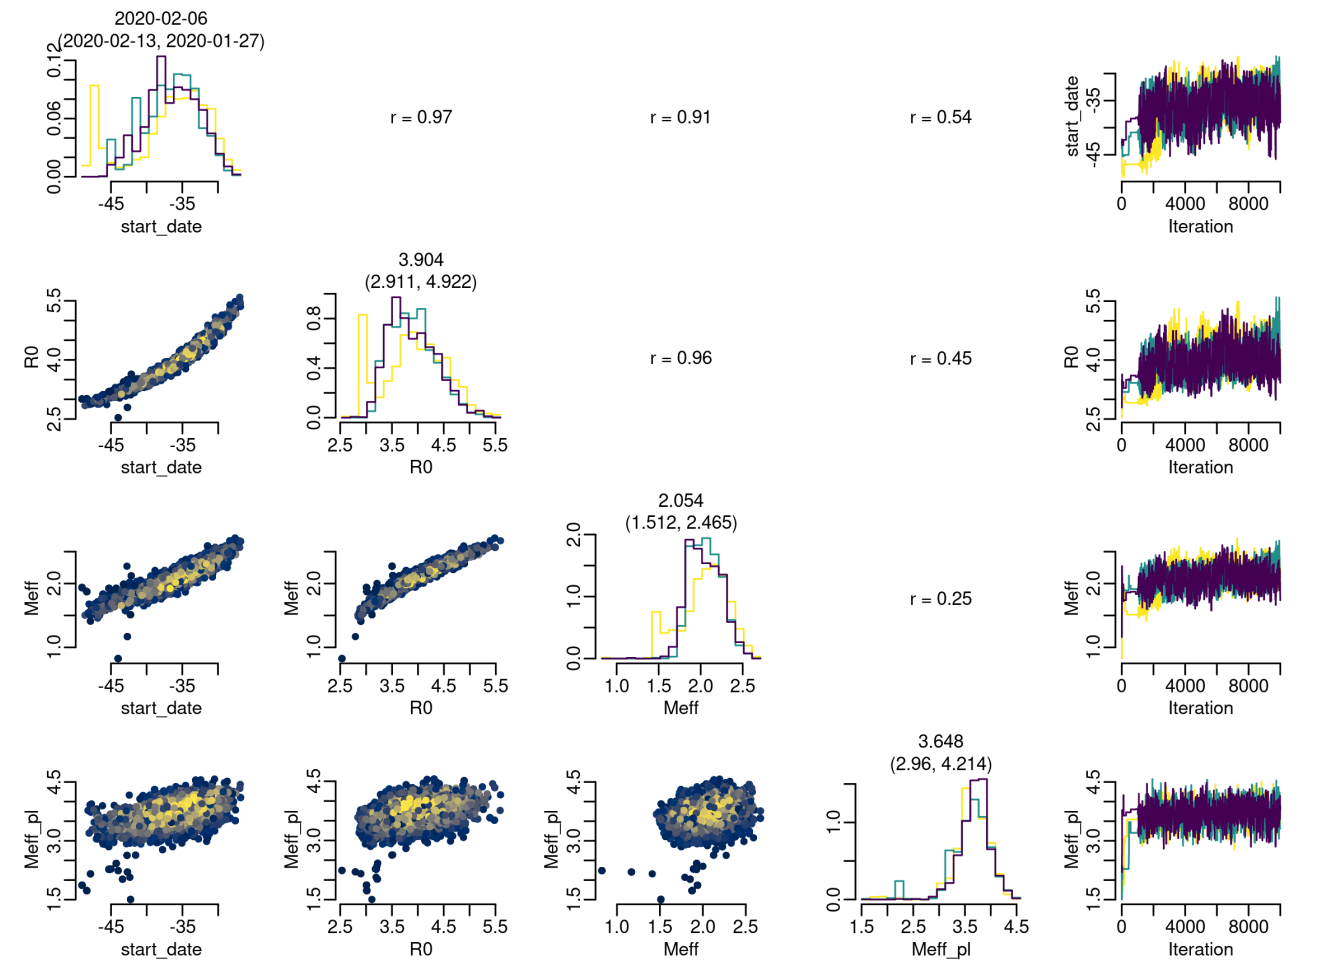 2020-02-06
(2020-02-13, 2020-01-27)
0.00 0.06 0.12
-45 -35
start_date
r = 0.97
r = 0.91
r = 0.54
start_date
-45 -35
0 4000 8000
Iteration
R0
2.5 4.0 5.5
-45 -35
start_date
3.904
(2.911, 4.922)
0.0 0.4 0.8
2.5 3.5 4.5 5.5
R0
r = 0.96
r = 0.45
R0
2.5 4.0 5.5
0 4000 8000
Iteration
Meff
1.0 2.0
-45 -35
start_date
Meff
1.0 2.0
2.5 3.5 4.5 5.5
R0
2.054
(1.512, 2.465)
0.0 1.0 2.0
1.0 1.5 2.0 2.5
Meff
r = 0.25
Meff
1.0 2.0
0 4000 8000
Iteration
Meff_pl
1.5 3.0 4.5
-45 -35
start_date
Meff_pl
1.5 3.0 4.5
2.5 3.5 4.5 5.5
R0
Meff_pl
1.5 3.0 4.5
1.0 1.5 2.0 2.5
Meff
3.648
(2.96, 4.214)
0.0 1.0
1.5 2.5 3.5 4.5
Meff_pl
Meff_pl
1.5 3.0 4.5
0 4000 8000
Iteration